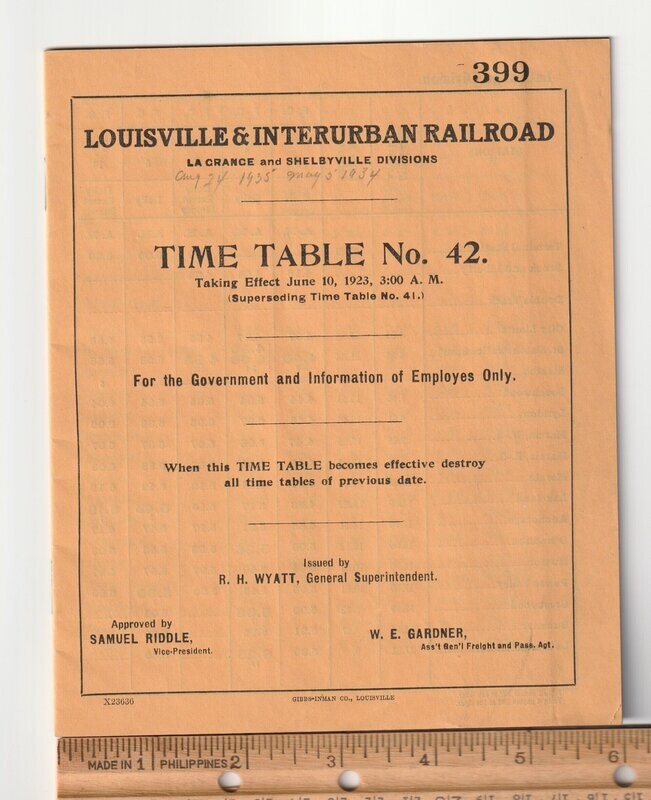 399
LOUISVILLE & INTERURBAN RAILROAD
LA GRANGE and SHELBYVILLE DIVISIONS
Aug 24 1935 May 5 1934
TIME TABLE No. 42.
Taking Effect June 10, 1923, 3:00 A. M.
(Superseding Time Table No. 41.)
For the Government and Information of Employes Only.
When this TIME TABLE becomes effective destroy
all time tables of previous date.
Issued by
R. H. WYATT, General Superintendent.
Approved by
SAMUEL RIDDLE,
Vice-President.
W. E. GARDNER,
Ass't Gen'l Freight and Pass. Agt.
X23636
GIBBS-INMAN CO., LOUISVILLE
MADE IN 1 PHILIPPINES 2 3 4 5 6